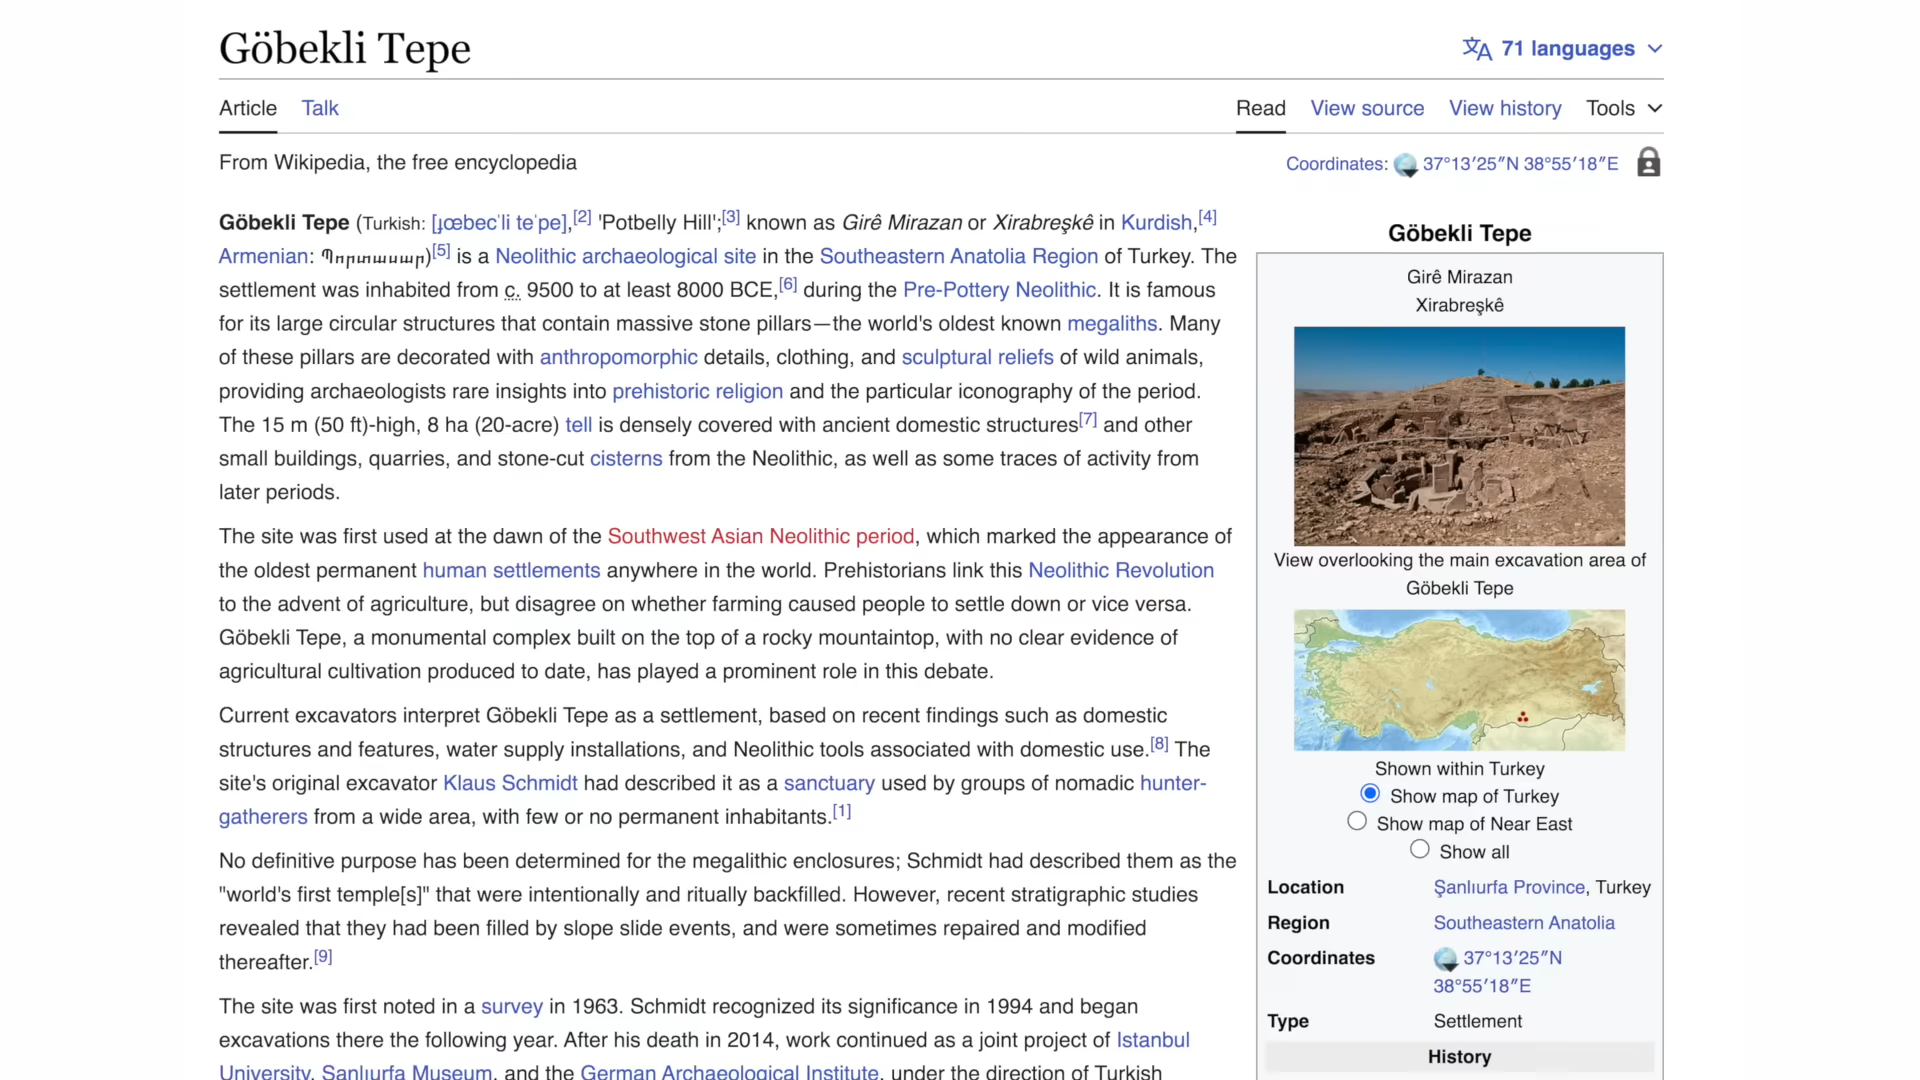 Göbekli Tepe
71 languages
Article Talk
Read View source View history Tools
From Wikipedia, the free encyclopedia
Coordinates: 37°13′25″N 38°55′18″E
Göbekli Tepe (Turkish: [ɟœbecˈli teˈpe],[2] 'Potbelly Hill';[3] known as Girê Mirazan or Xirabreşkê in Kurdish,[4]
Armenian: Պորտասար)[5] is a Neolithic archaeological site in the Southeastern Anatolia Region of Turkey. The
settlement was inhabited from c. 9500 to at least 8000 BCE,[6] during the Pre-Pottery Neolithic. It is famous
for its large circular structures that contain massive stone pillars—the world's oldest known megaliths. Many
of these pillars are decorated with anthropomorphic details, clothing, and sculptural reliefs of wild animals,
providing archaeologists rare insights into prehistoric religion and the particular iconography of the period.
The 15 m (50 ft)-high, 8 ha (20-acre) tell is densely covered with ancient domestic structures[7] and other
small buildings, quarries, and stone-cut cisterns from the Neolithic, as well as some traces of activity from
later periods.
The site was first used at the dawn of the Southwest Asian Neolithic period, which marked the appearance of
the oldest permanent human settlements anywhere in the world. Prehistorians link this Neolithic Revolution
to the advent of agriculture, but disagree on whether farming caused people to settle down or vice versa.
Göbekli Tepe, a monumental complex built on the top of a rocky mountaintop, with no clear evidence of
agricultural cultivation produced to date, has played a prominent role in this debate.
Current excavators interpret Göbekli Tepe as a settlement, based on recent findings such as domestic
structures and features, water supply installations, and Neolithic tools associated with domestic use.[8] The
site's original excavator Klaus Schmidt had described it as a sanctuary used by groups of nomadic hunter-
gatherers from a wide area, with few or no permanent inhabitants.[1]
No definitive purpose has been determined for the megalithic enclosures; Schmidt had described them as the
"world's first temple[s]" that were intentionally and ritually backfilled. However, recent stratigraphic studies
revealed that they had been filled by slope slide events, and were sometimes repaired and modified
thereafter.[9]
The site was first noted in a survey in 1963. Schmidt recognized its significance in 1994 and began
excavations there the following year. After his death in 2014, work continued as a joint project of Istanbul
University, Şanlıurfa Museum, and the German Archaeological Institute, under the direction of Turkish
Göbekli Tepe
Girê Mirazan
Xirabreşkê
View overlooking the main excavation area of
Göbekli Tepe
Shown within Turkey
Show map of Turkey
Show map of Near East
Show all
Location Şanlıurfa Province, Turkey
Region Southeastern Anatolia
Coordinates 37°13′25″N
38°55′18″E
Type Settlement
History